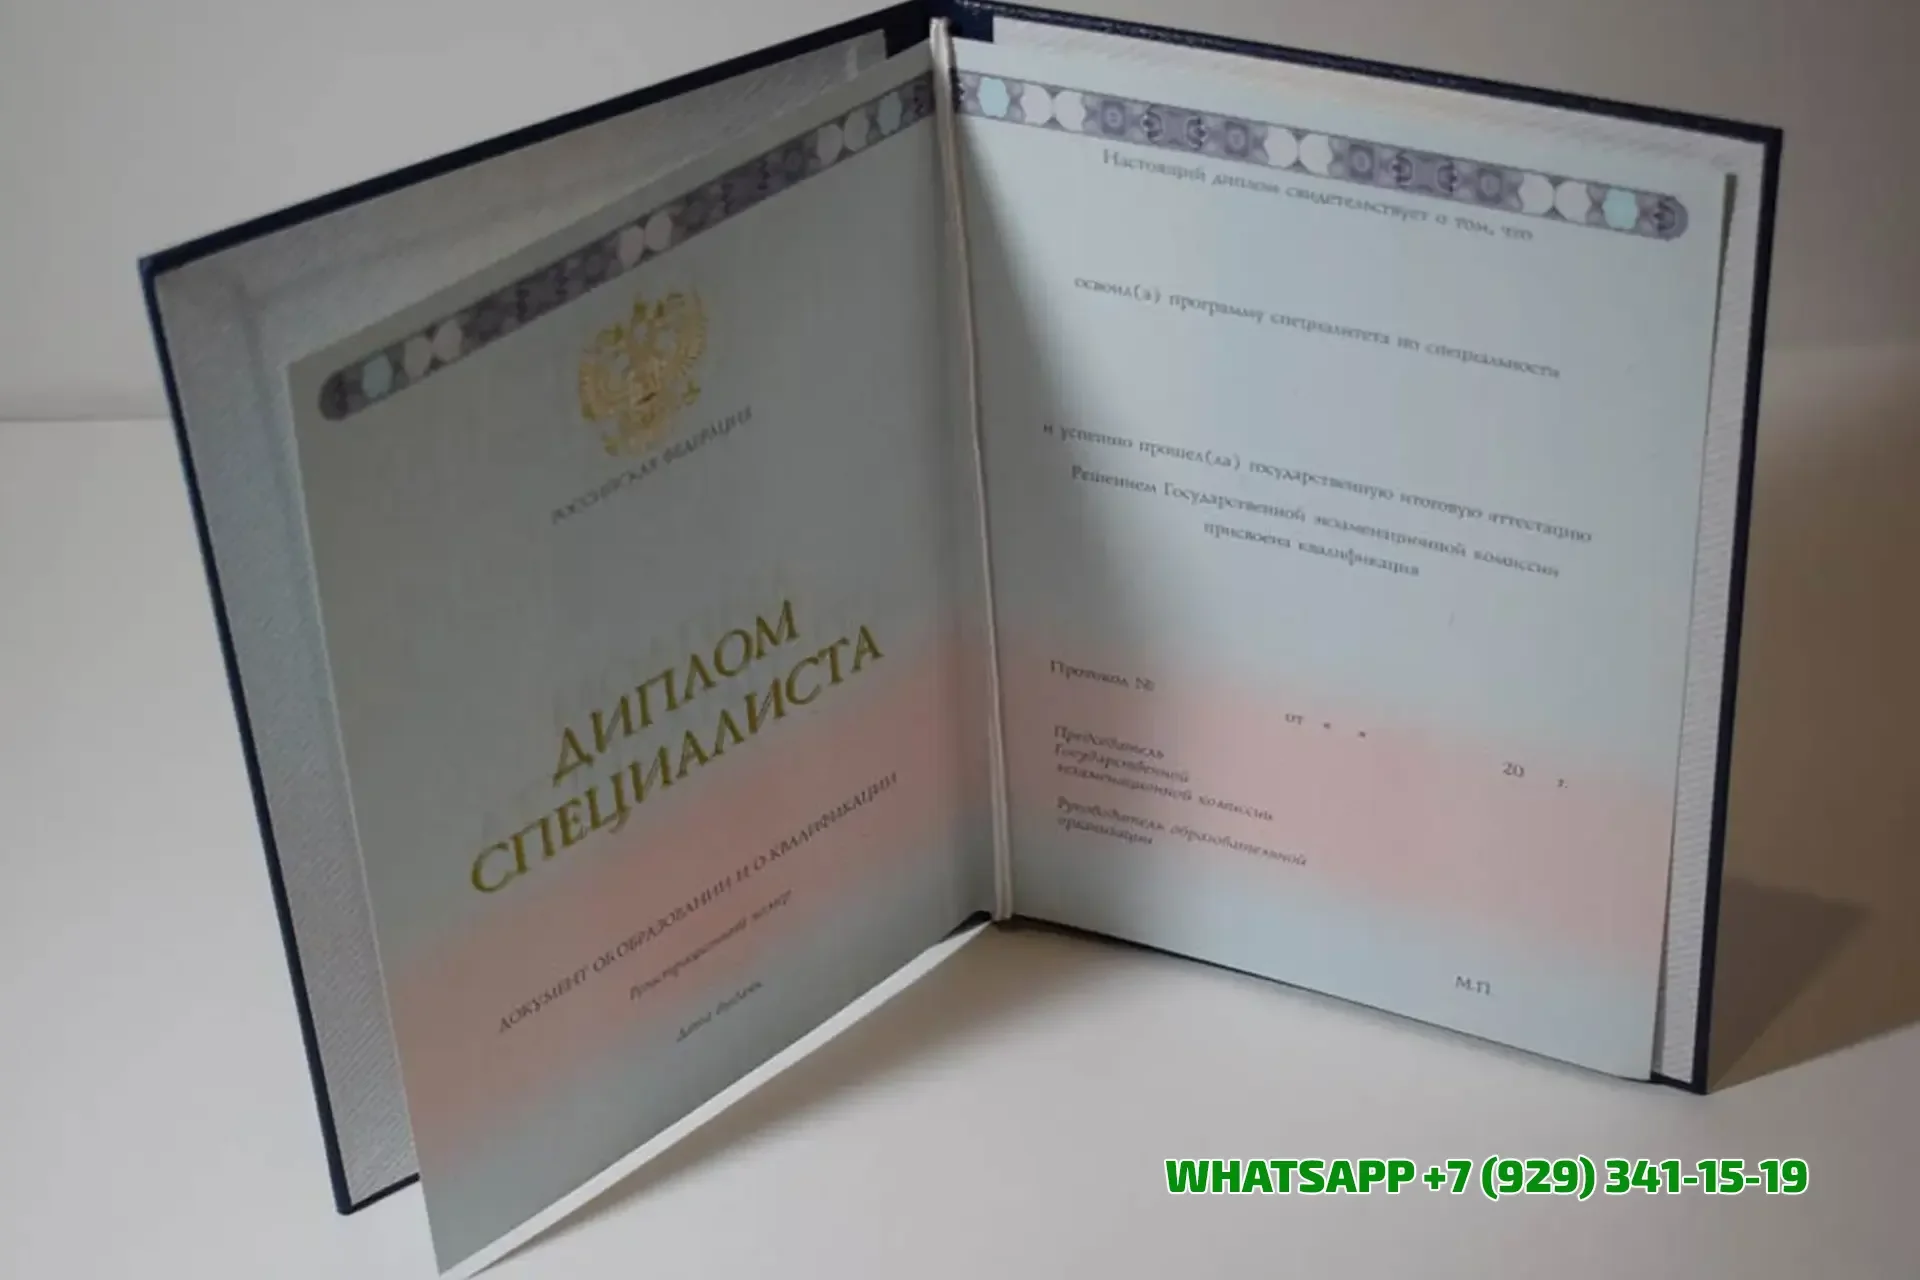 РОССИЙСКАЯ ФЕДЕРАЦИЯ
ДИПЛОМ
СПЕЦИАЛИСТА
ДОКУМЕНТ ОБ ОБРАЗОВАНИИ И О КВАЛИФИКАЦИИ
Регистрационный номер
Дата выдачи
Настоящий диплом свидетельствует о том, что
освоил(а) программу специалитета по специальности
и успешно прошел(ла) государственную итоговую аттестацию
Решением Государственной экзаменационной комиссии
присвоена квалификация
Протокол №
от « »
20 г.
Председатель
Государственной
экзаменационной комиссии
Руководитель образовательной
организации
М.П.
WHATSAPP +7 (929) 341-15-19